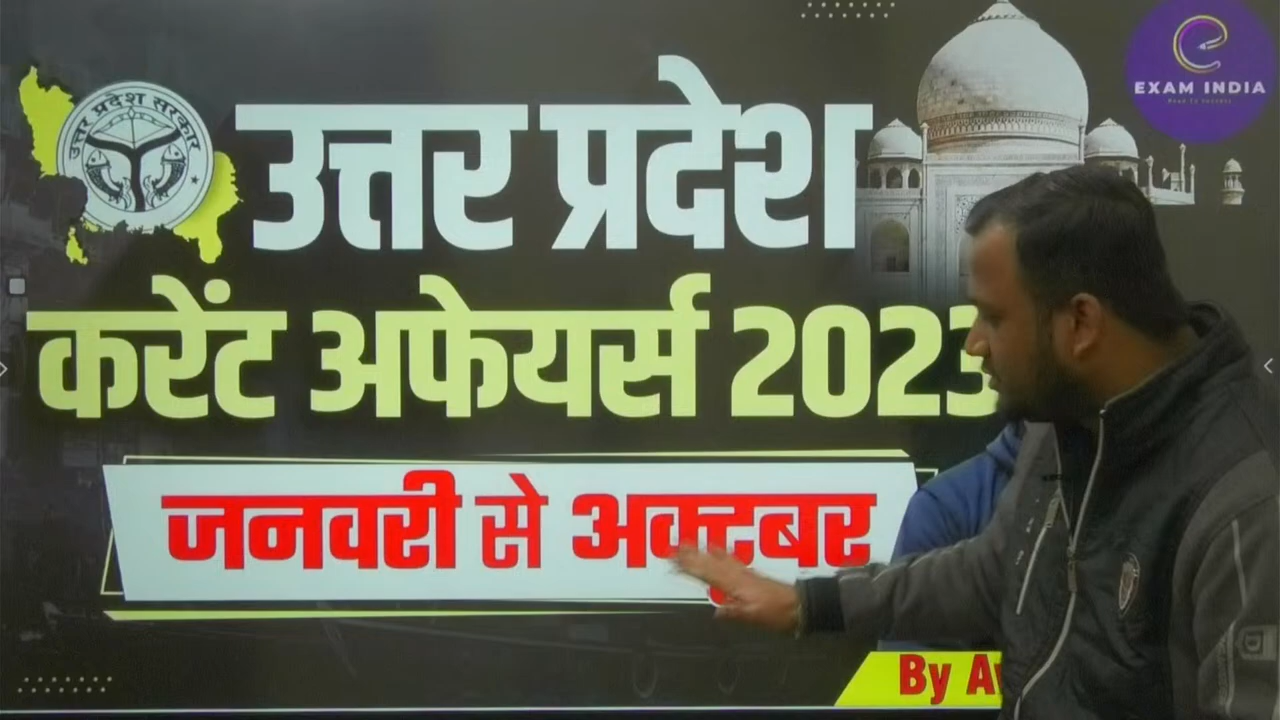 उत्तर प्रदेश सरकार
EXAM INDIA
उत्तर प्रदेश
करेंट अफेयर्स 2023
जनवरी से अक्टूबर
By